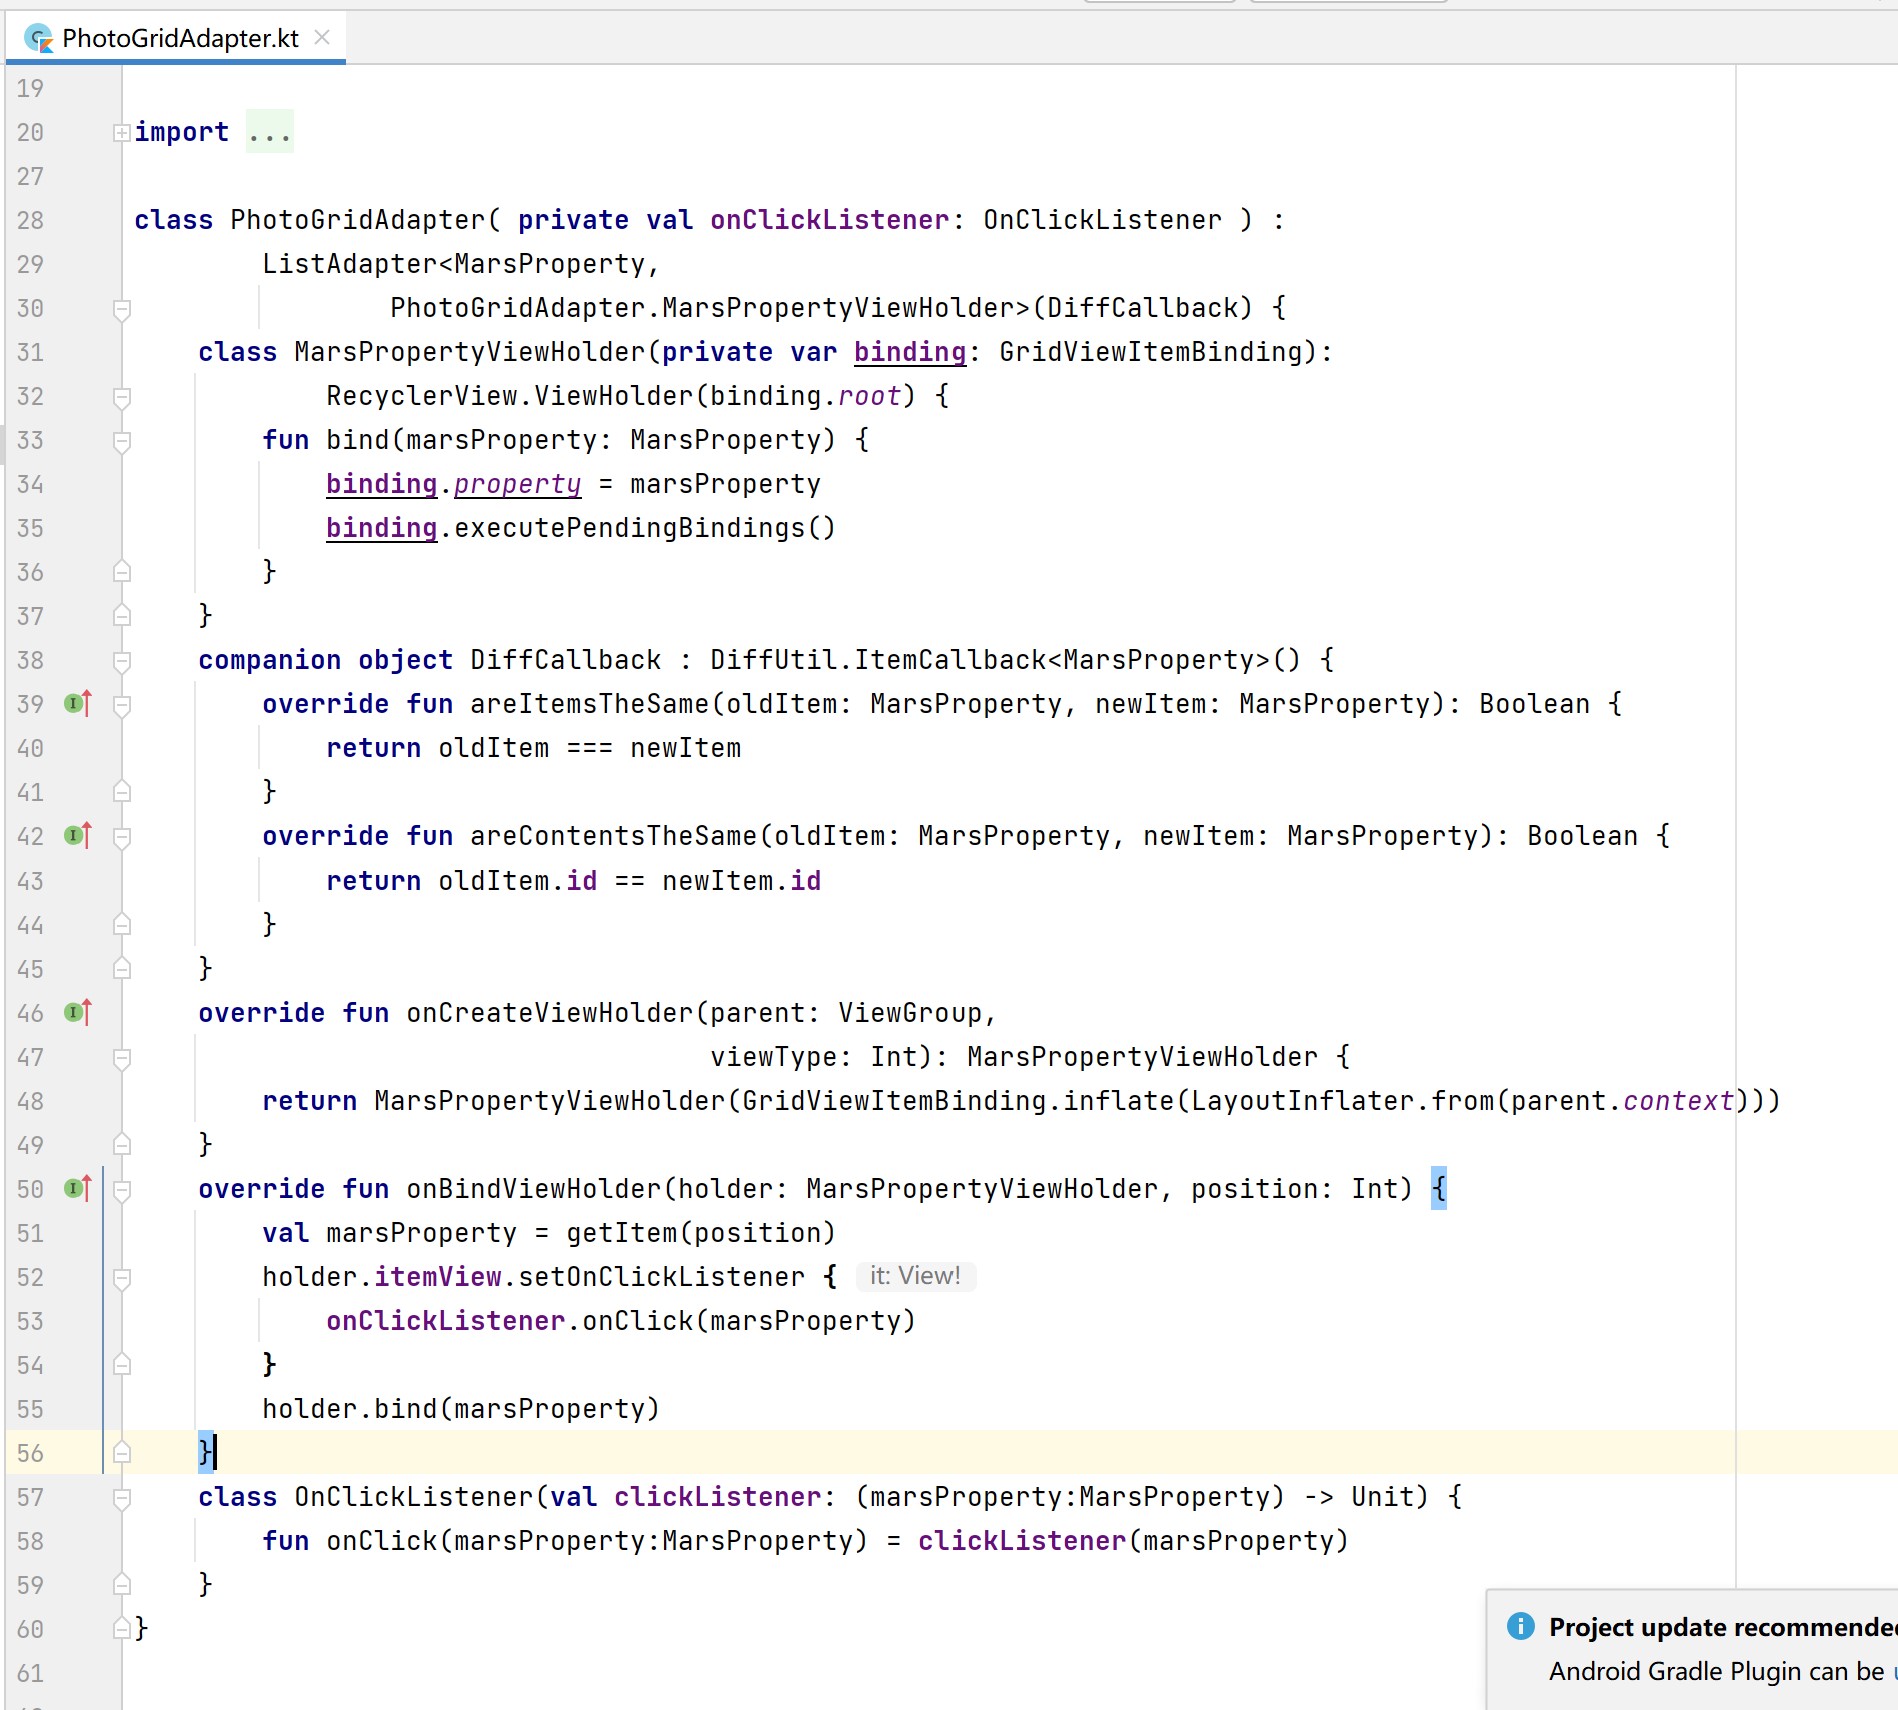 PhotoGridAdapter.kt
19
20 import ...
27
28 class PhotoGridAdapter( private val onClickListener: OnClickListener ) :
29         ListAdapter<MarsProperty,
30                 PhotoGridAdapter.MarsPropertyViewHolder>(DiffCallback) {
31     class MarsPropertyViewHolder(private var binding: GridViewItemBinding):
32             RecyclerView.ViewHolder(binding.root) {
33         fun bind(marsProperty: MarsProperty) {
34             binding.property = marsProperty
35             binding.executePendingBindings()
36         }
37     }
38     companion object DiffCallback : DiffUtil.ItemCallback<MarsProperty>() {
39         override fun areItemsTheSame(oldItem: MarsProperty, newItem: MarsProperty): Boolean {
40             return oldItem === newItem
41         }
42         override fun areContentsTheSame(oldItem: MarsProperty, newItem: MarsProperty): Boolean {
43             return oldItem.id == newItem.id
44         }
45     }
46     override fun onCreateViewHolder(parent: ViewGroup,
47                                     viewType: Int): MarsPropertyViewHolder {
48         return MarsPropertyViewHolder(GridViewItemBinding.inflate(LayoutInflater.from(parent.context)))
49     }
50     override fun onBindViewHolder(holder: MarsPropertyViewHolder, position: Int) {
51         val marsProperty = getItem(position)
52         holder.itemView.setOnClickListener { it: View!
53             onClickListener.onClick(marsProperty)
54         }
55         holder.bind(marsProperty)
56     }
57     class OnClickListener(val clickListener: (marsProperty:MarsProperty) -> Unit) {
58         fun onClick(marsProperty:MarsProperty) = clickListener(marsProperty)
59     }
60 }
61
Project update recommended
Android Gradle Plugin can be